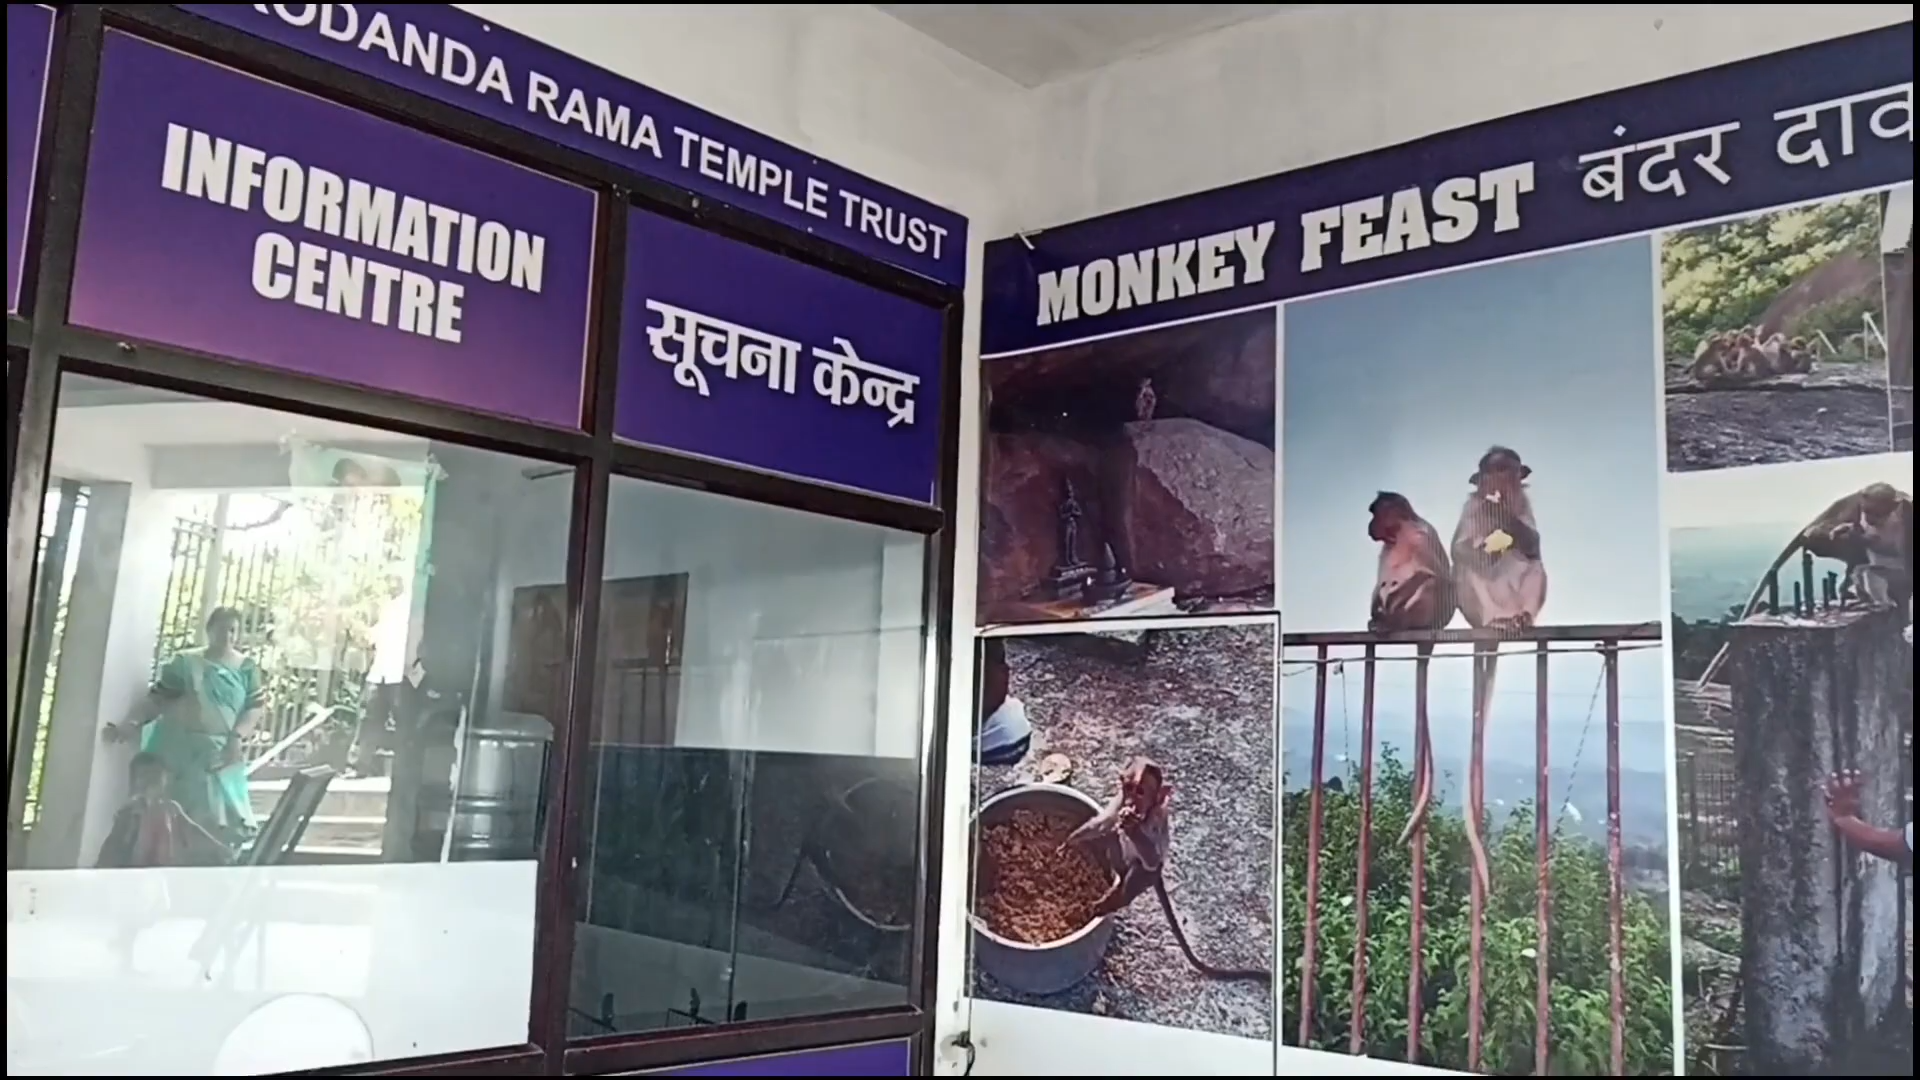 RAMA TEMPLE TRUST
INFORMATION
CENTRE
सूचना केन्द्र
MONKEY FEAST बंदर